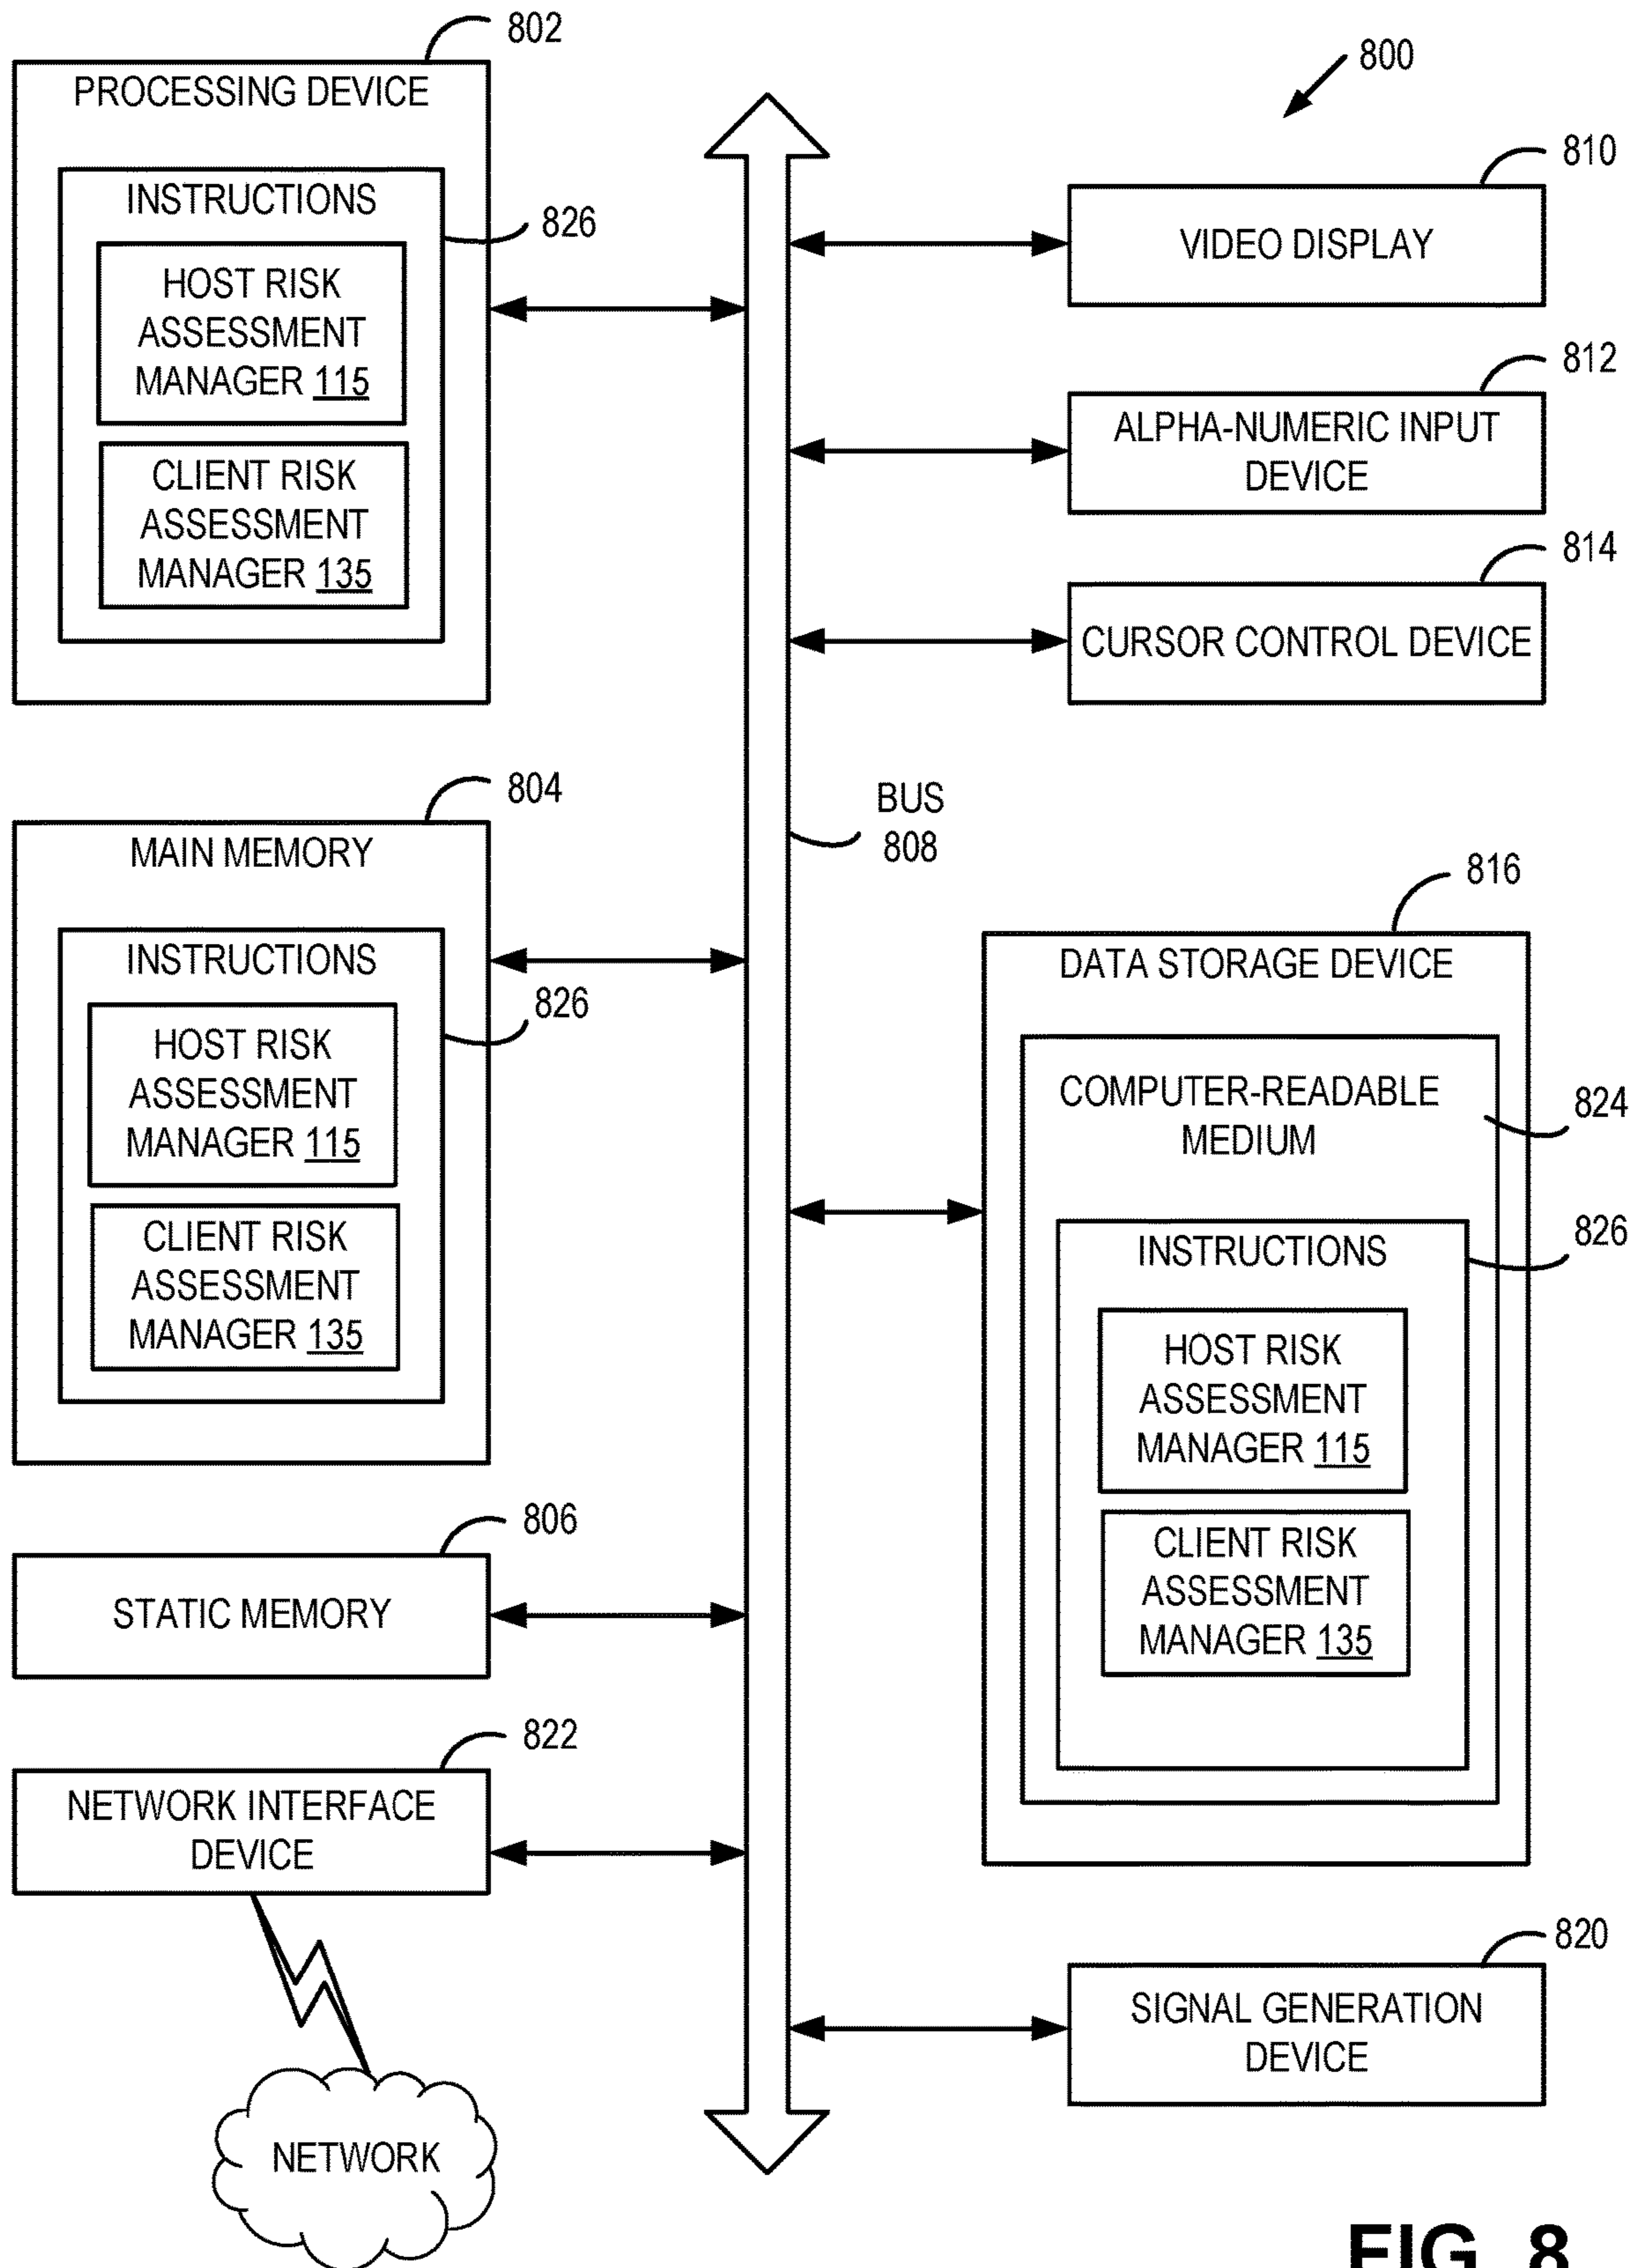 802
PROCESSING DEVICE
INSTRUCTIONS
826
HOST RISK
ASSESSMENT
MANAGER 115
CLIENT RISK
ASSESSMENT
MANAGER 135
804
MAIN MEMORY
INSTRUCTIONS
826
HOST RISK
ASSESSMENT
MANAGER 115
CLIENT RISK
ASSESSMENT
MANAGER 135
806
STATIC MEMORY
822
NETWORK INTERFACE
DEVICE
NETWORK
BUS
808
800
810
VIDEO DISPLAY
812
ALPHA-NUMERIC INPUT
DEVICE
814
CURSOR CONTROL DEVICE
816
DATA STORAGE DEVICE
COMPUTER-READABLE
MEDIUM
824
826
INSTRUCTIONS
HOST RISK
ASSESSMENT
MANAGER 115
CLIENT RISK
ASSESSMENT
MANAGER 135
820
SIGNAL GENERATION
DEVICE
FIG. 8